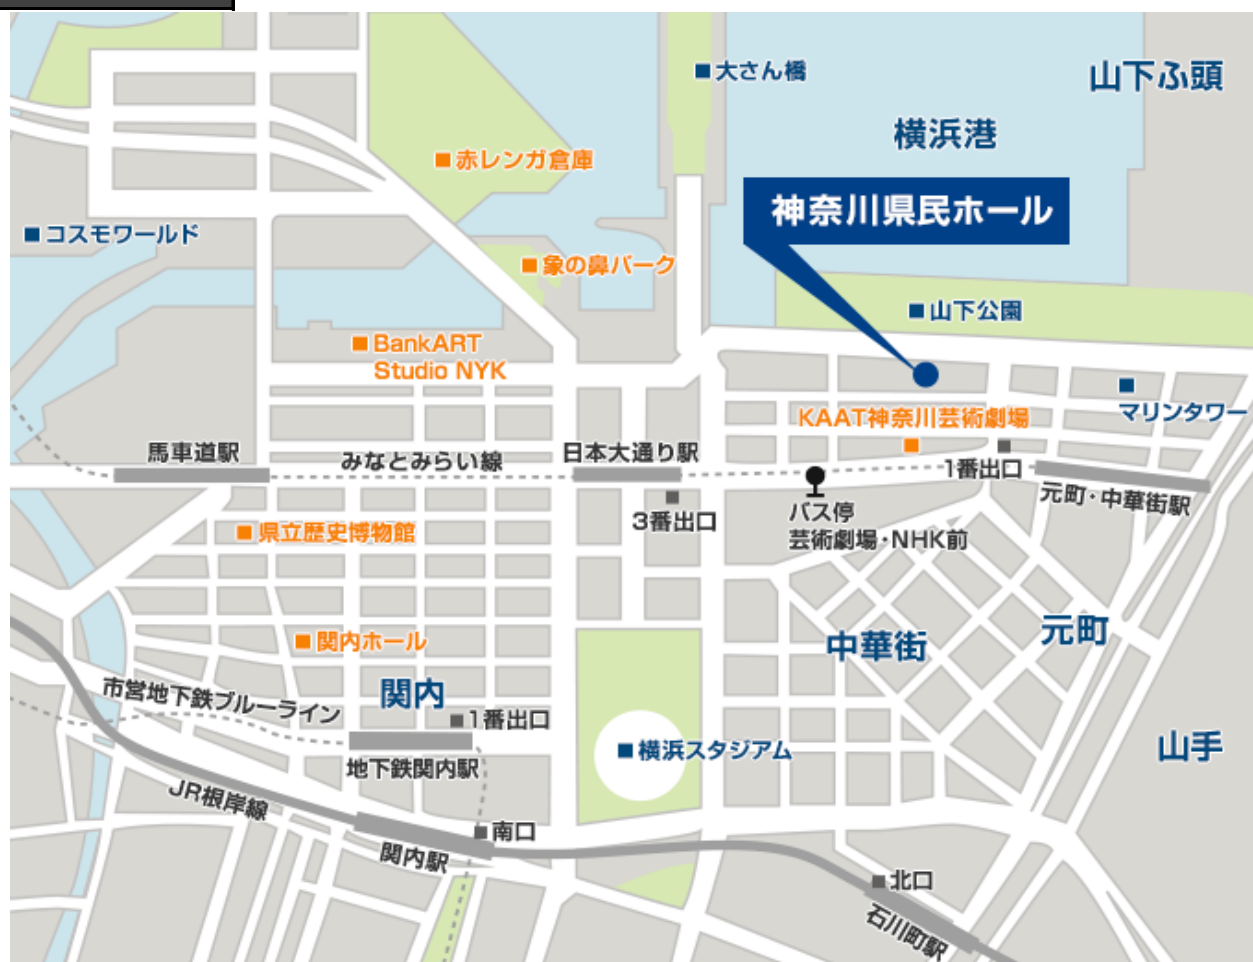 大さん橋
山下ふ頭
横浜港
赤レンガ倉庫
神奈川県民ホール
コスモワールド
象の鼻パーク
山下公園
BankART
Studio NYK
KAAT神奈川芸術劇場
マリンタワー
馬車道駅
みなとみらい線
日本大通り駅
1番出口
元町・中華街駅
3番出口
バス停
芸術劇場・NHK前
県立歴史博物館
関内ホール
中華街
元町
市営地下鉄ブルーライン
関内
1番出口
地下鉄関内駅
横浜スタジアム
山手
JR根岸線
南口
関内駅
北口
石川町駅